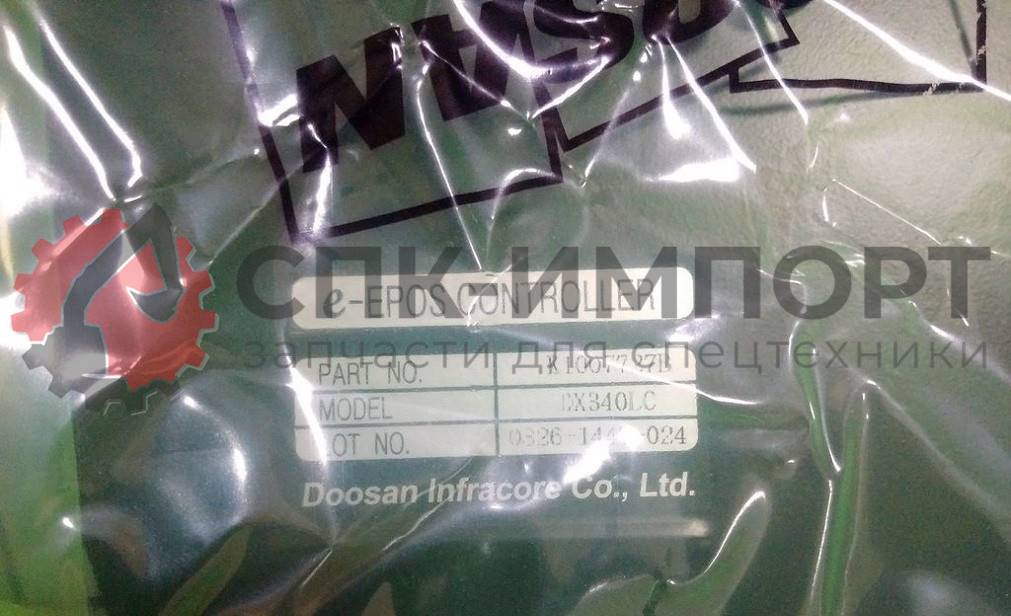 СПК ИМПОРТ
запчасти для спецтехники
e-EPOS CONTROLLER
PART NO.
MODEL DX340LC
LOT NO.
Doosan Infracore Co., Ltd.